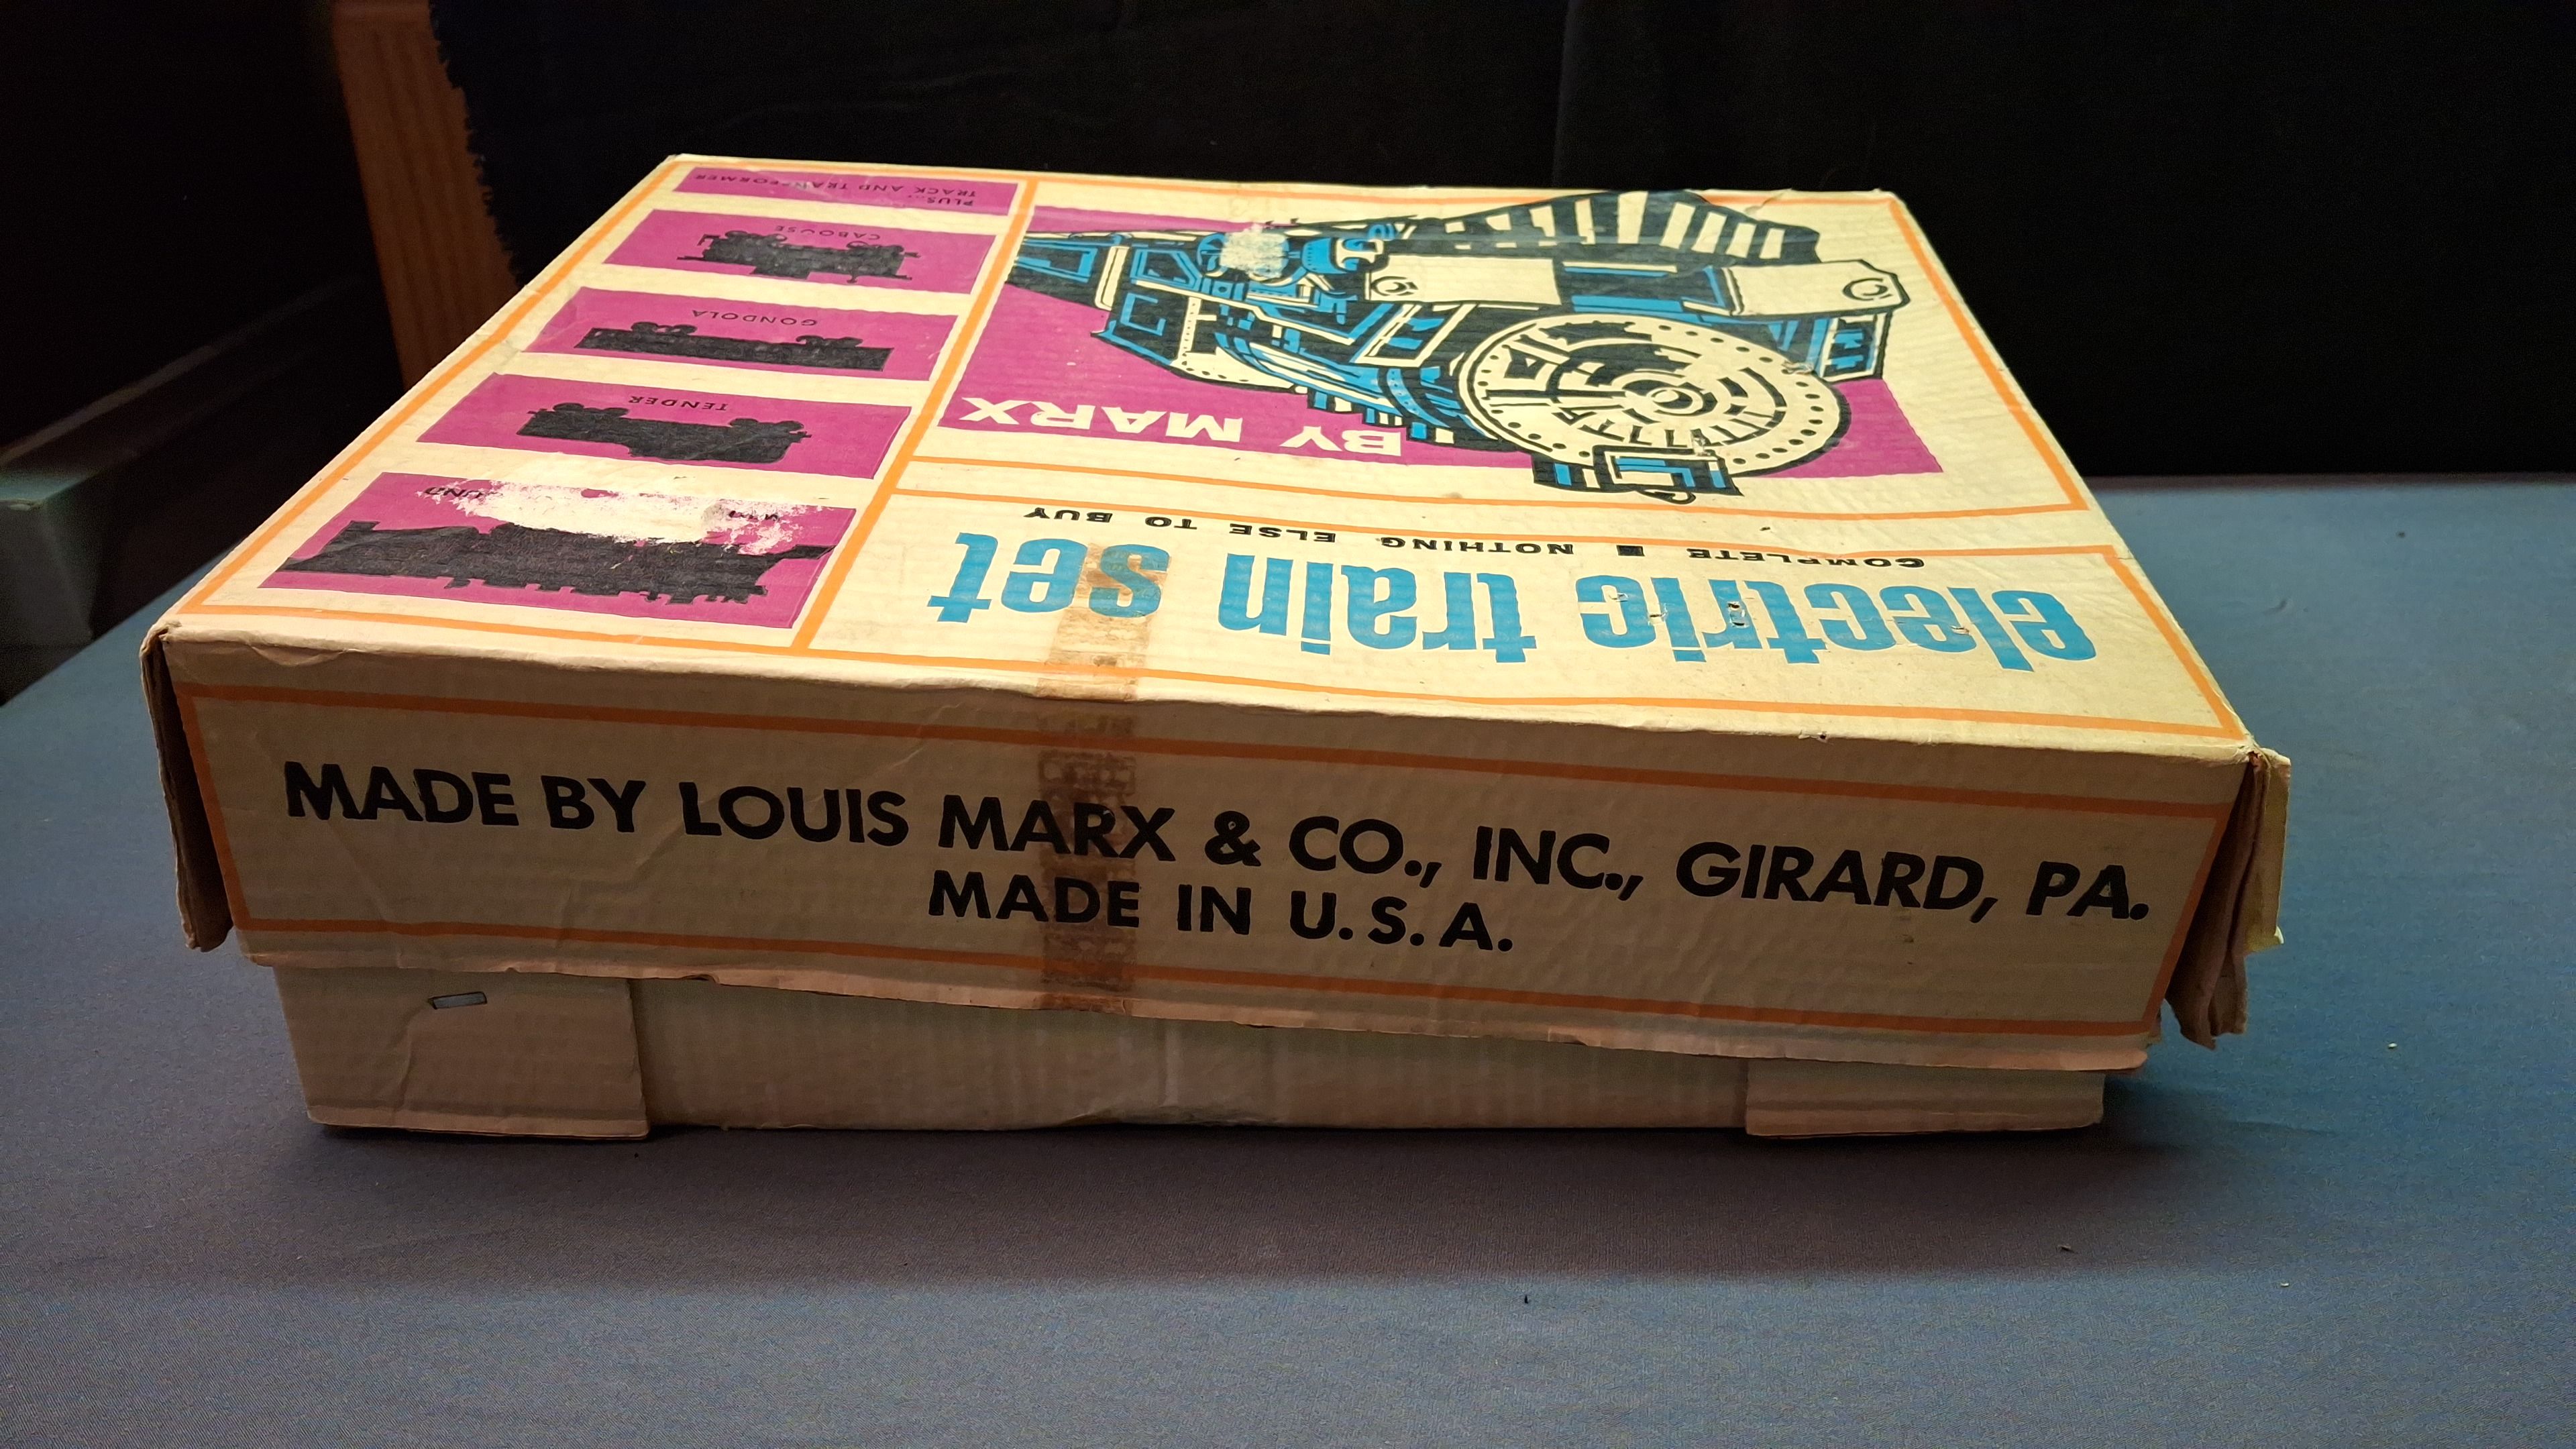 MADE BY LOUIS MARX & CO., INC., GIRARD, PA.
MADE IN U.S.A.
electric train set
COMPLETE ■ NOTHING ELSE TO BUY
BY MARX
TENDER
GONDOLA
CABOOSE
PLUS...
TRACK AND TRANSFORMER